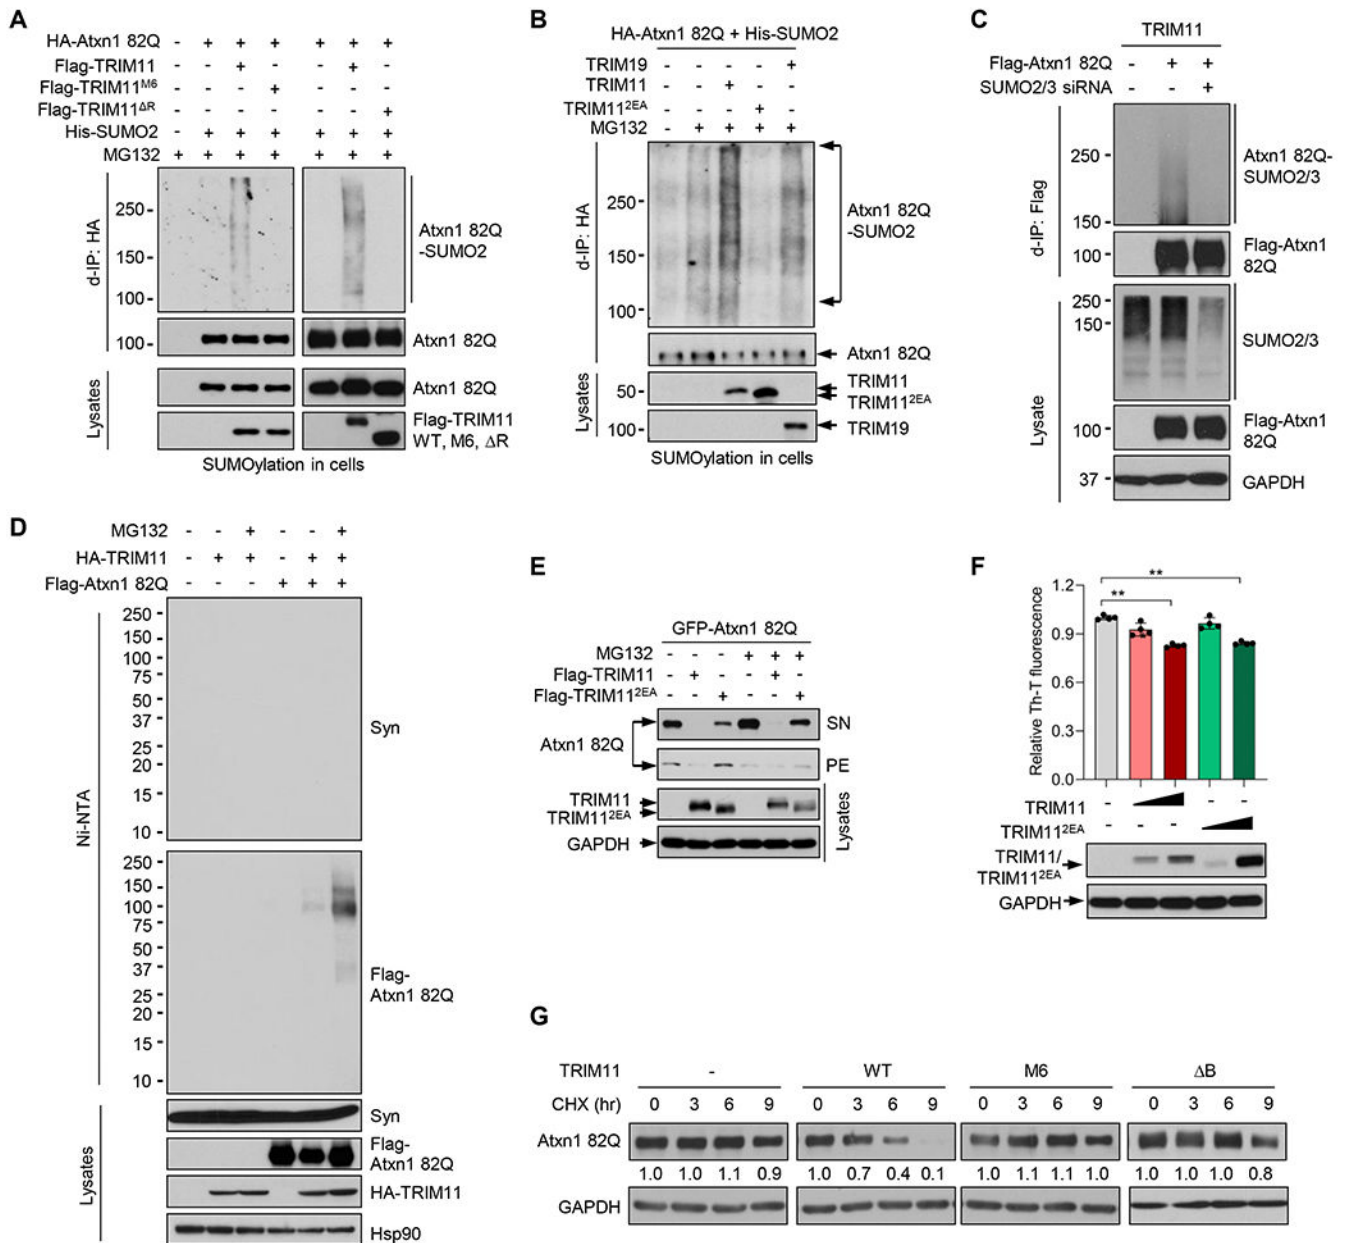 A
HA-Atxn1 82Q - + + + + + +
Flag-TRIM11 + +
Flag-TRIM11M6 +
Flag-TRIM11ΔR +
His-SUMO2 - + + + + + +
MG132 + + + + + + +
d-IP: HA
250
150
100
Atxn1 82Q
-SUMO2
100
Atxn1 82Q
Lysates
Atxn1 82Q
Flag-TRIM11
WT, M6, ΔR
SUMOylation in cells
B
HA-Atxn1 82Q + His-SUMO2
TRIM19 +
TRIM11 +
TRIM112EA +
MG132 - + + + +
d-IP: HA
250
150
100
Atxn1 82Q
-SUMO2
Atxn1 82Q
Lysates
50
TRIM11
TRIM112EA
100
TRIM19
SUMOylation in cells
C
TRIM11
Flag-Atxn1 82Q - + +
SUMO2/3 siRNA - - +
d-IP: Flag
250
150
Atxn1 82Q-
SUMO2/3
100
Flag-Atxn1
82Q
Lysate
250
150
SUMO2/3
100
Flag-Atxn1
82Q
37
GAPDH
D
MG132 - - + - - +
HA-TRIM11 - + + - + +
Flag-Atxn1 82Q - - - + + +
Ni-NTA
250
150
100
75
50
37
25
20
15
10
Syn
250
150
100
75
50
37
25
20
15
10
Flag-
Atxn1 82Q
Lysates
Syn
Flag-
Atxn1 82Q
HA-TRIM11
Hsp90
E
GFP-Atxn1 82Q
MG132 - - - + + +
Flag-TRIM11 - + - - + -
Flag-TRIM112EA - - + - - +
Atxn1 82Q
SN
PE
TRIM11
TRIM112EA
GAPDH
Lysates
F
Relative Th-T fluorescence
1.2
0.9
0.6
0.3
0.0
**
**
TRIM11 - - -
TRIM112EA - - -
TRIM11/
TRIM112EA
GAPDH
G
TRIM11 - WT M6 ΔB
CHX (hr) 0 3 6 9 0 3 6 9 0 3 6 9 0 3 6 9
Atxn1 82Q
1.0 1.0 1.1 0.9 1.0 0.7 0.4 0.1 1.0 1.1 1.1 1.0 1.0 1.0 1.0 0.8
GAPDH